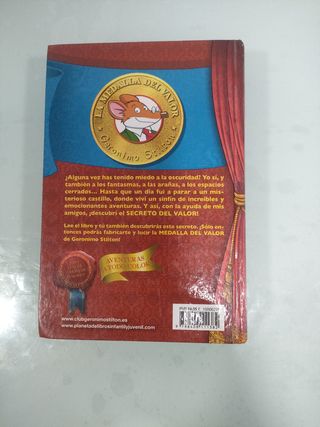 LA MEDALLA DEL VALOR
Geronimo Stilton
¿Alguna vez has tenido miedo a la oscuridad? Yo sí, y
también a los fantasmas, a las arañas, a los espacios
cerrados... Hasta que un día fui a parar a un mis-
terioso castillo, donde viví un sinfín de increíbles y
emocionantes aventuras. Y así, con la ayuda de mis
amigos, ¡descubrí el SECRETO DEL VALOR!
Lee el libro y tú también descubrirás este secreto. ¡Sólo en-
tonces podrás fabricarte y lucir la MEDALLA DEL VALOR
de Geronimo Stilton!
AVENTURAS
A TODO COLOR
www.clubgeronimostilton.es
www.planetadelibrosinfantilyjuvenil.com